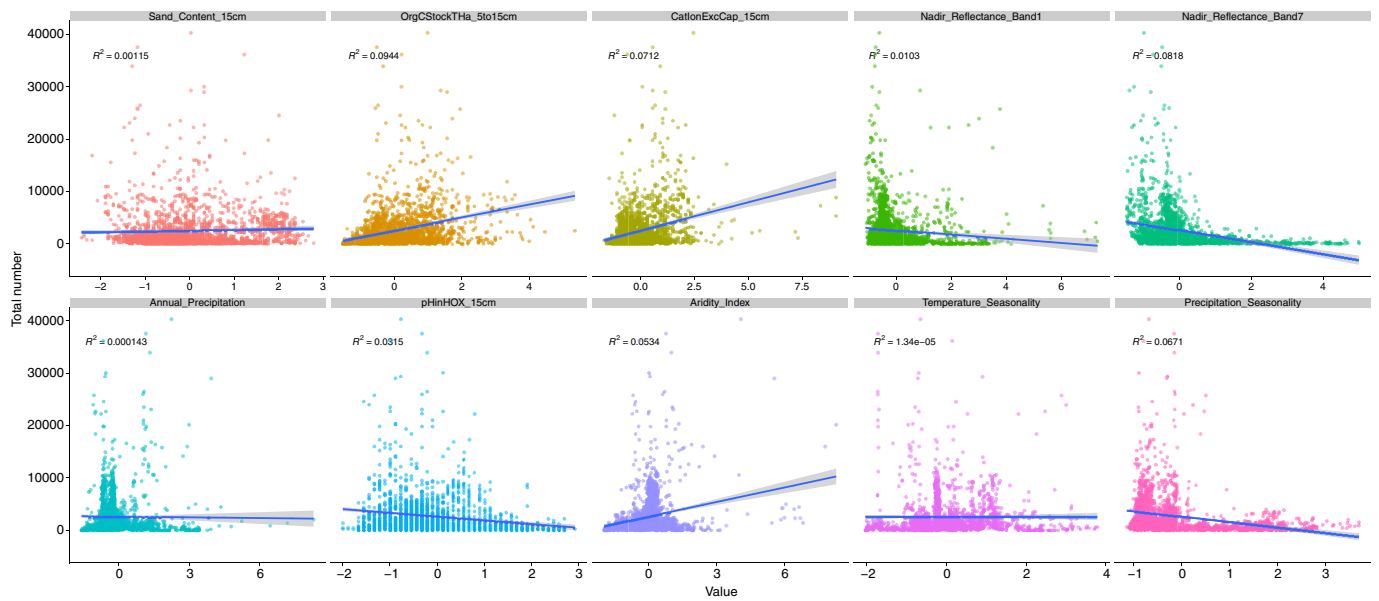 Sand_Content_15cm OrgCStockTHa_5to15cm CatIonExcCap_15cm Nadir_Reflectance_Band1 Nadir_Reflectance_Band7
40000
R² = 0.00115 R² = 0.0944 R² = 0.0712 R² = 0.0103 R² = 0.0818
30000
20000
10000
0
−2 −1 0 1 2 3 0 2 4 0.0 2.5 5.0 7.5 0 2 4 6 0 2 4
Total number
Annual_Precipitation pHinHOX_15cm Aridity_Index Temperature_Seasonality Precipitation_Seasonality
40000
R² = 0.000143 R² = 0.0315 R² = 0.0534 R² = 1.34e−05 R² = 0.0671
30000
20000
10000
0
0 3 6 −2 −1 0 1 2 3 0 3 6 −2 0 2 4 −1 0 1 2 3
Value